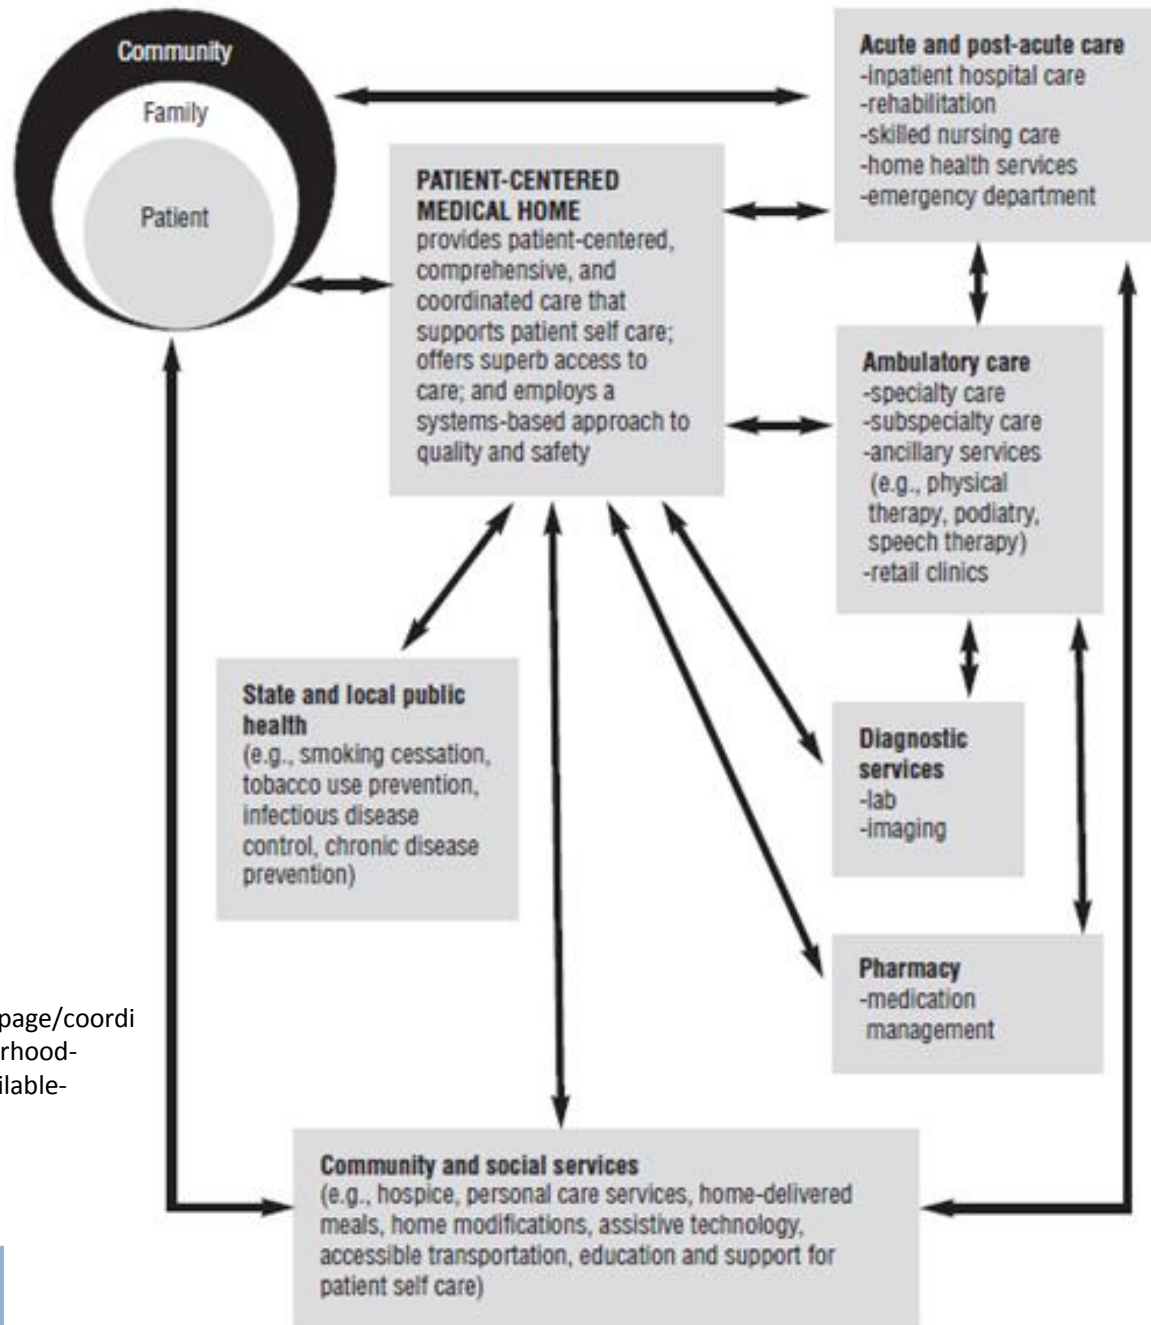 Community
Family
Patient
Acute and post-acute care
-inpatient hospital care
-rehabilitation
-skilled nursing care
-home health services
-emergency department
PATIENT-CENTERED
MEDICAL HOME
provides patient-centered,
comprehensive, and
coordinated care that
supports patient self care;
offers superb access to
care; and employs a
systems-based approach to
quality and safety
Ambulatory care
-specialty care
-subspecialty care
-ancillary services
(e.g., physical
therapy, podiatry,
speech therapy)
-retail clinics
State and local public
health
(e.g., smoking cessation,
tobacco use prevention,
infectious disease
control, chronic disease
prevention)
Diagnostic
services
-lab
-imaging
Pharmacy
-medication
management
page/coordi
rhood-
ilable-
Community and social services
(e.g., hospice, personal care services, home-delivered
meals, home modifications, assistive technology,
accessible transportation, education and support for
patient self care)